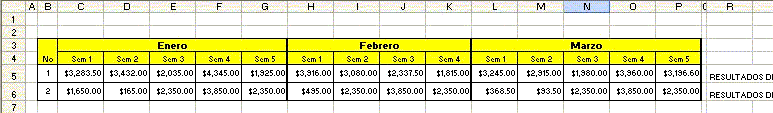 A B C D E F G H I J K L M N O P R
1
2
3 Enero Febrero Marzo
4 No Sem 1 Sem 2 Sem 3 Sem 4 Sem 5 Sem 1 Sem 2 Sem 3 Sem 4 Sem 1 Sem 2 Sem 3 Sem 4 Sem 5
5 1 $3,283.50 $3,432.00 $2,035.00 $4,345.00 $1,925.00 $3,916.00 $3,080.00 $2,337.50 $1,815.00 $3,245.00 $2,915.00 $1,980.00 $3,960.00 $3,196.60 RESULTADOS DE
6 2 $1,650.00 $165.00 $2,350.00 $3,850.00 $2,350.00 $495.00 $2,350.00 $3,850.00 $2,350.00 $368.50 $93.50 $2,350.00 $3,850.00 $2,350.00 RESULTADOS DE
7